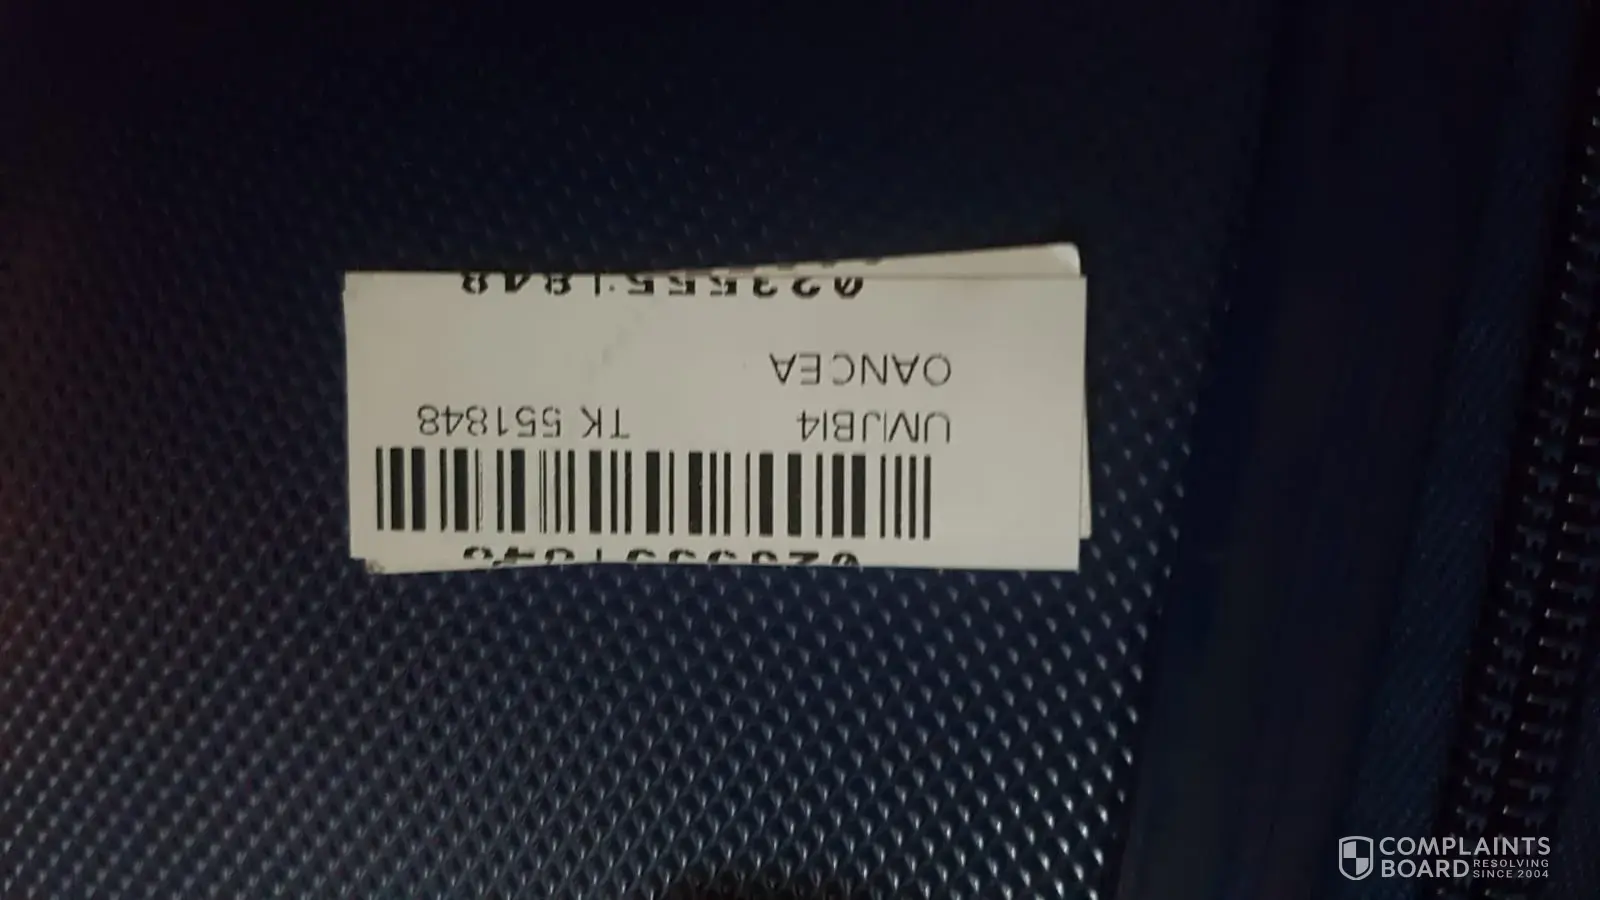 0235551848
UMJBI4 TK 551848
OANCEA
0235551848
COMPLAINTS
BOARD RESOLVING
SINCE 2004